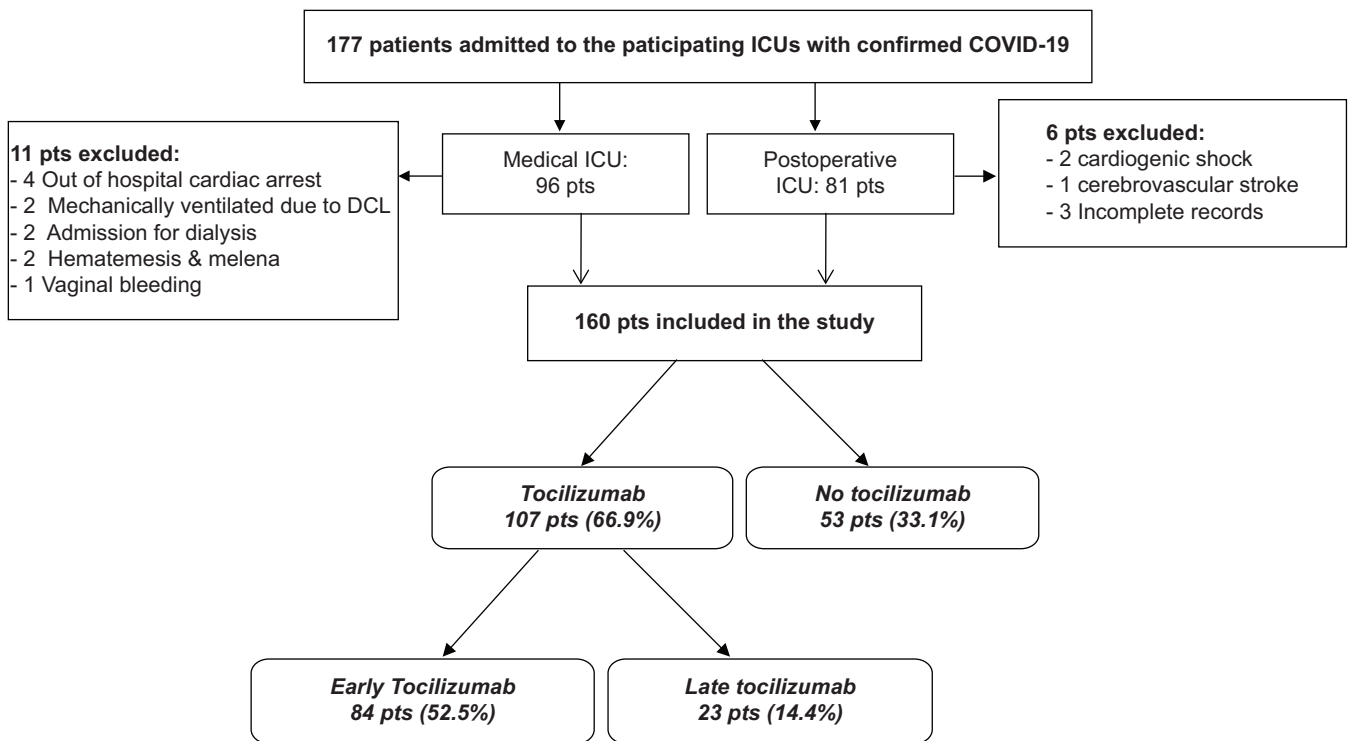 177 patients admitted to the paticipating ICUs with confirmed COVID-19
11 pts excluded:
- 4 Out of hospital cardiac arrest
- 2 Mechanically ventilated due to DCL
- 2 Admission for dialysis
- 2 Hematemesis & melena
- 1 Vaginal bleeding
Medical ICU:
96 pts
Postoperative
ICU: 81 pts
6 pts excluded:
- 2 cardiogenic shock
- 1 cerebrovascular stroke
- 3 Incomplete records
160 pts included in the study
Tocilizumab
107 pts (66.9%)
No tocilizumab
53 pts (33.1%)
Early Tocilizumab
84 pts (52.5%)
Late tocilizumab
23 pts (14.4%)